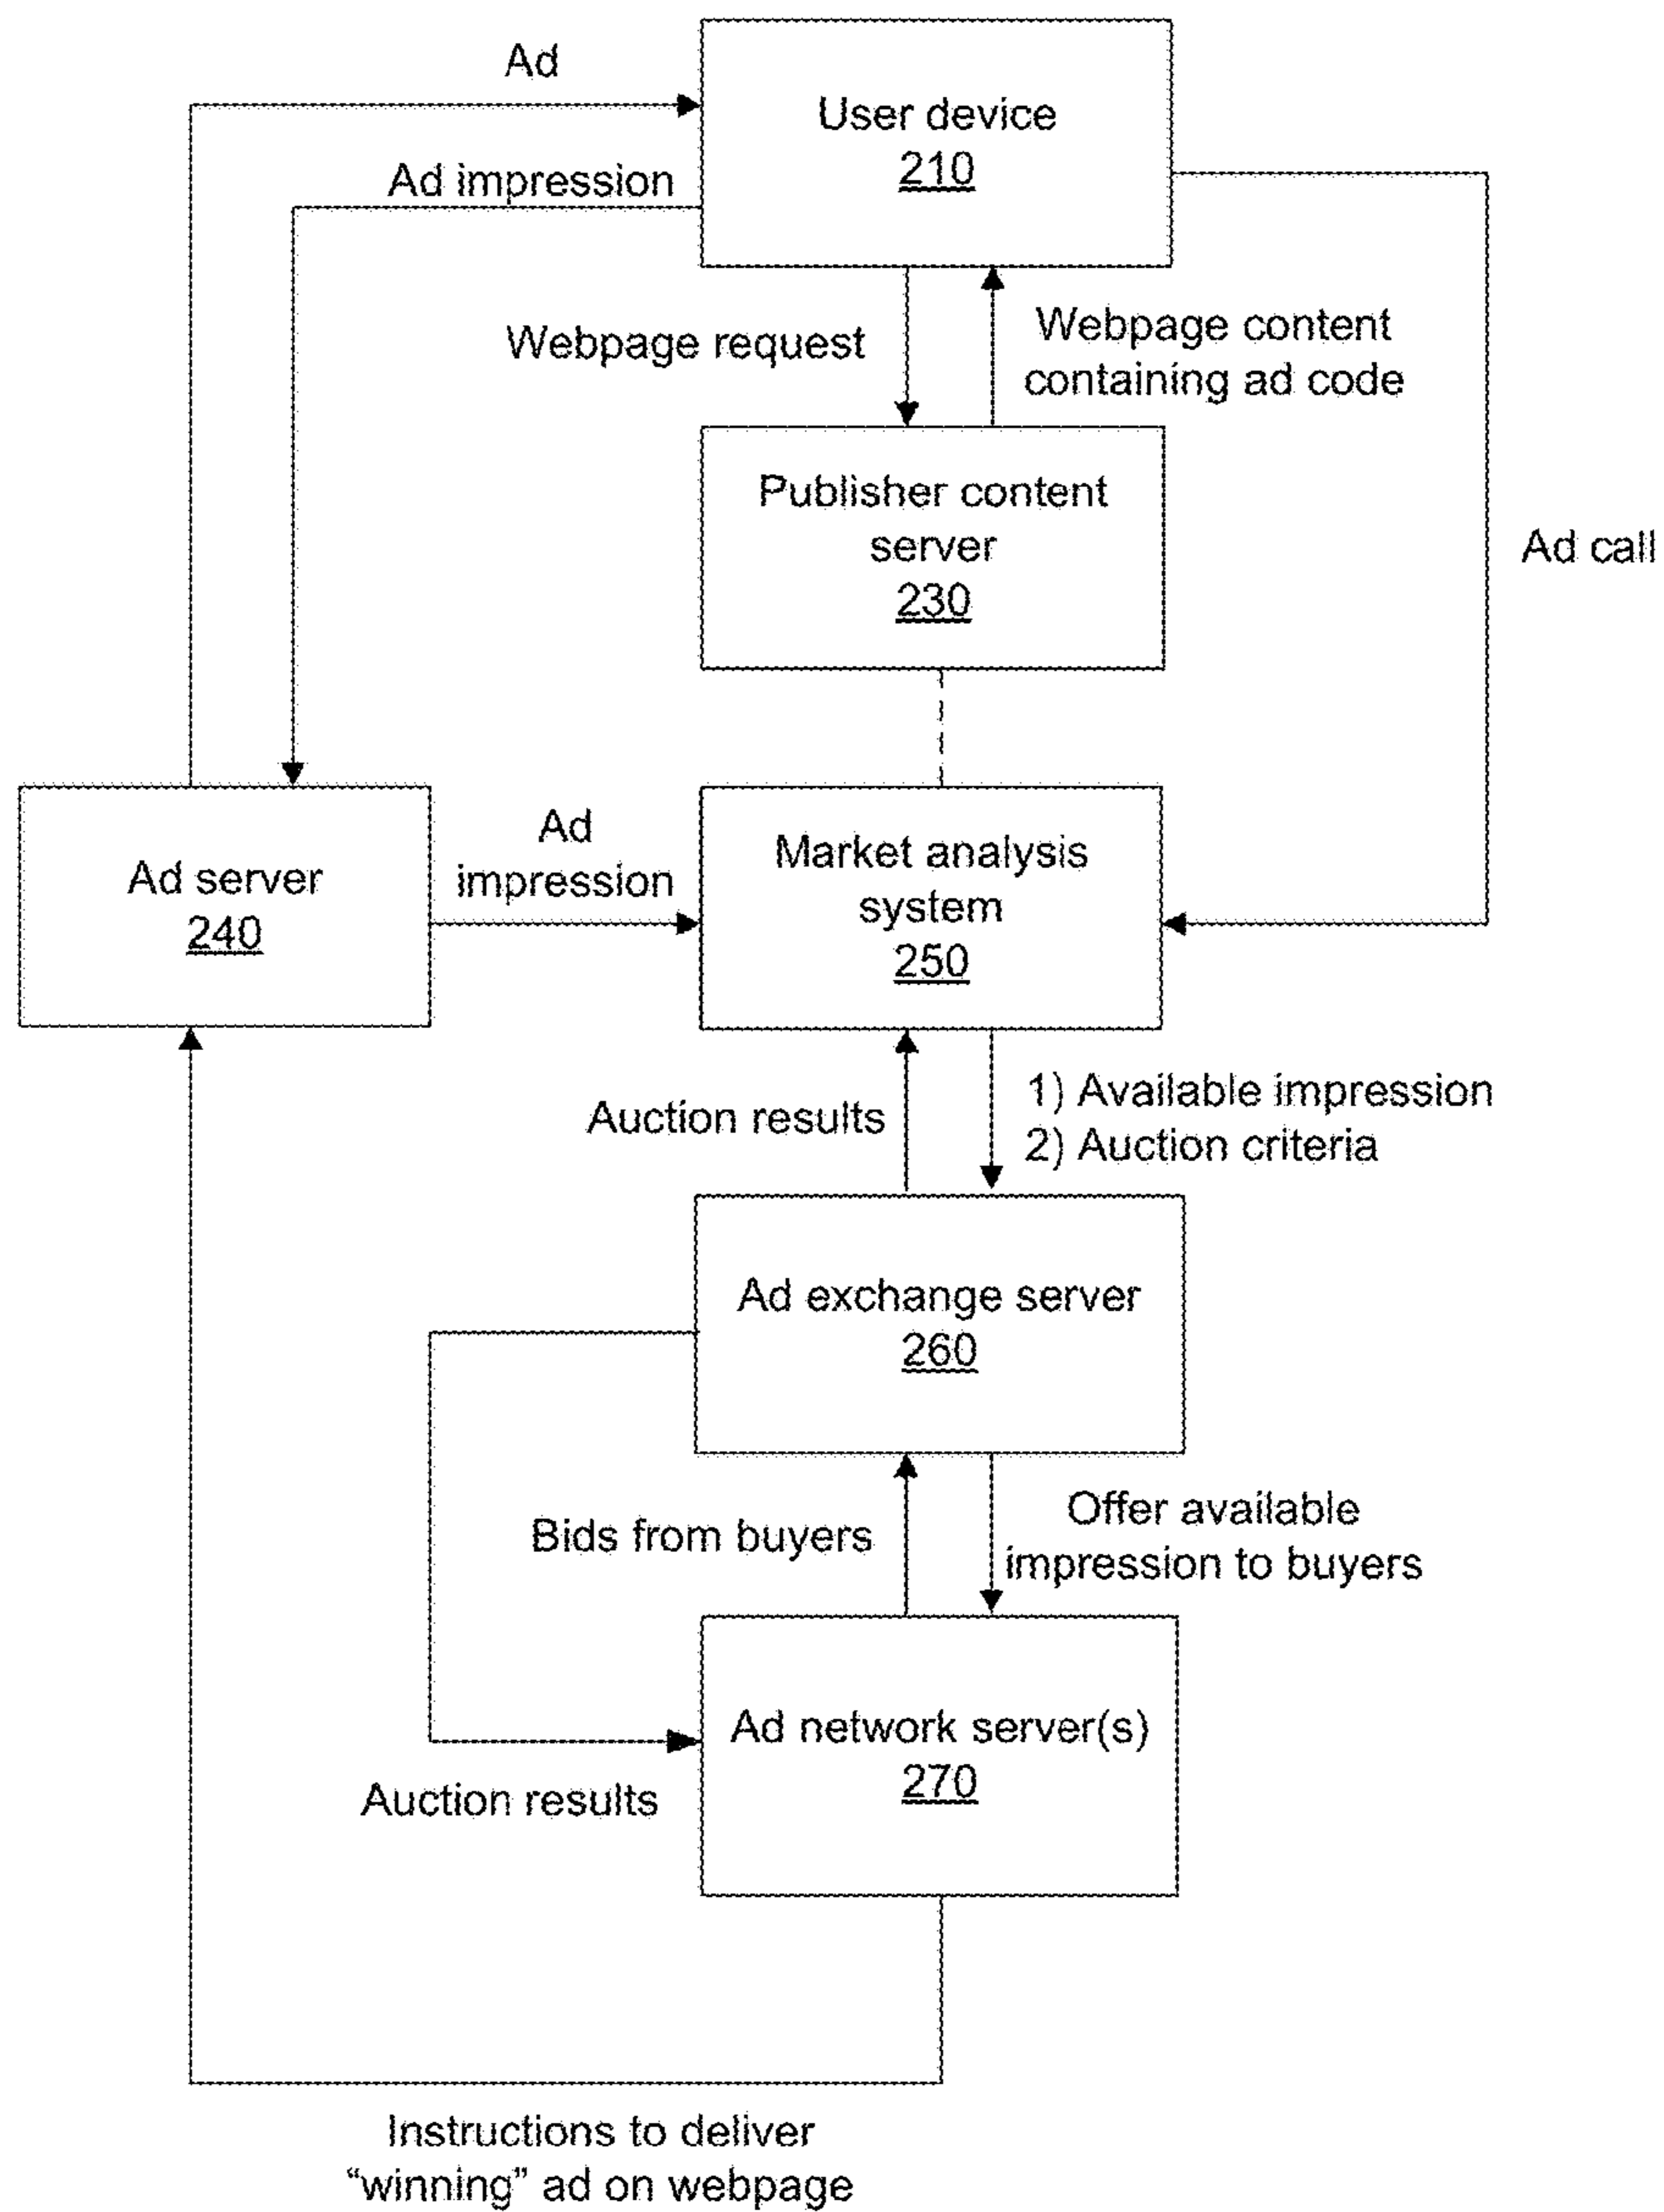 Ad
User device
210
Ad impression
Webpage request
Webpage content
containing ad code
Publisher content
server
230
Ad call
Ad server
240
Ad
impression
Market analysis
system
250
Auction results
1) Available impression
2) Auction criteria
Ad exchange server
260
Bids from buyers
Offer available
impression to buyers
Ad network server(s)
270
Auction results
Instructions to deliver
“winning” ad on webpage